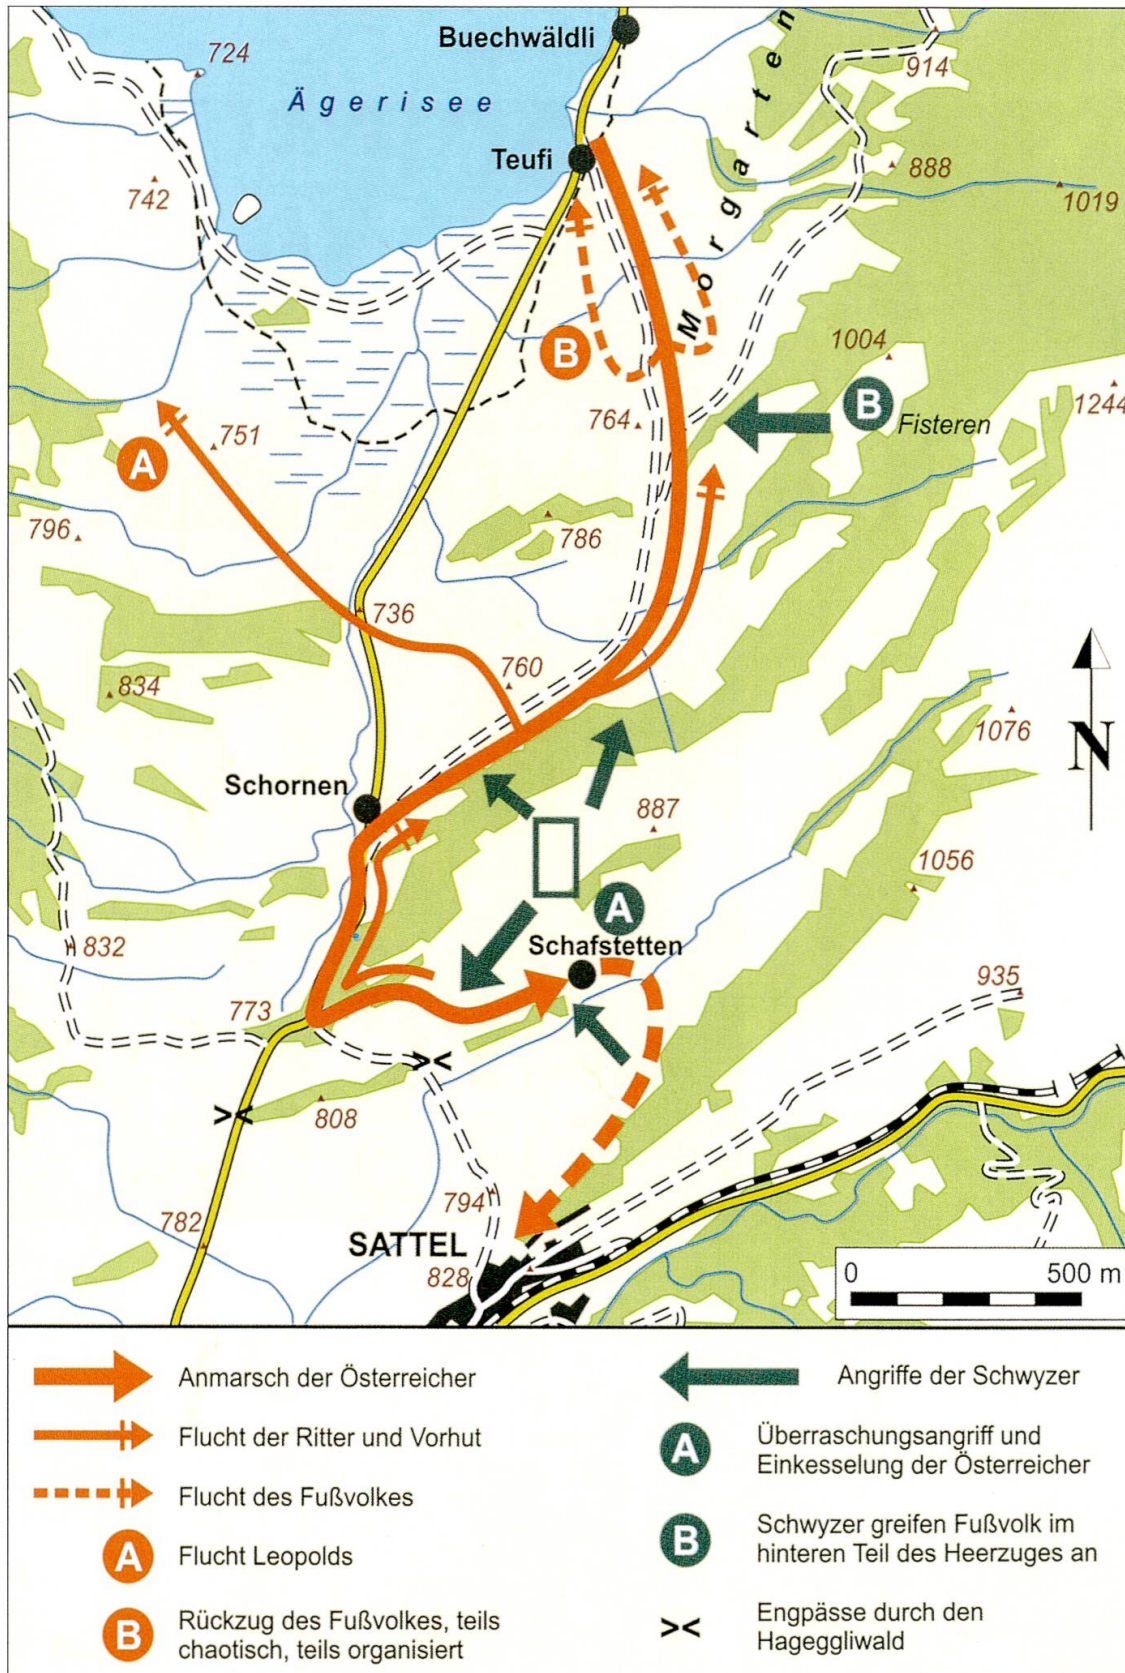 Buechwäldli
724
914
Ägerisee
Teufi
Morgarten
742
888
1019
B
1004
B
Fisteren
1244
764
A
751
796
786
736
760
834
1076
N
Schornen
887
1056
A
Schafstetten
832
935
773
808
794
782
SATTEL
828
0 500 m
Anmarsch der Österreicher
Flucht der Ritter und Vorhut
Flucht des Fußvolkes
A Flucht Leopolds
B Rückzug des Fußvolkes, teils
chaotisch, teils organisiert
Angriffe der Schwyzer
A Überraschungsangriff und
Einkesselung der Österreicher
B Schwyzer greifen Fußvolk im
hinteren Teil des Heerzuges an
Engpässe durch den
Hageggliwald